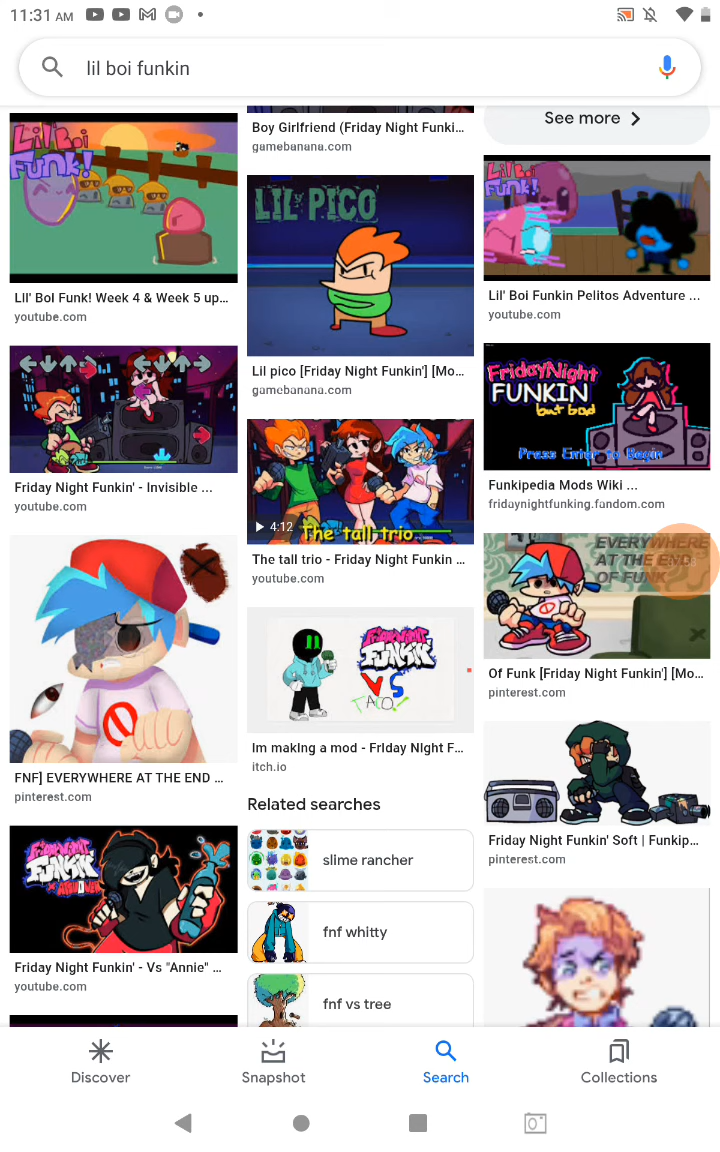 11:31 AM
lil boi funkin
Lil' Boi Funk!
Lil' Boi Funk! Week 4 & Week 5 up...
youtube.com
Friday Night Funkin' - Invisible ...
youtube.com
FNF] EVERYWHERE AT THE END ...
pinterest.com
FRIDAY NIGHT
FUNKIN
Friday Night Funkin' - Vs "Annie" ...
youtube.com
Boy Girlfriend (Friday Night Funki...
gamebanana.com
LIL PICO
Lil pico [Friday Night Funkin'] [Mo...
gamebanana.com
4:12
The tall trio
The tall trio - Friday Night Funkin ...
youtube.com
FRIDAY NIGHT
FUNKIN
VS
TACO!
Im making a mod - Friday Night F...
itch.io
Related searches
slime rancher
fnf whitty
fnf vs tree
See more
Lil' Boi Funk!
Lil' Boi Funkin Pelitos Adventure ...
youtube.com
Friday Night
FUNKIN
but bad
Press Enter to Begin
Funkipedia Mods Wiki ...
fridaynightfunking.fandom.com
EVERYWHERE
AT THE END
OF FUNK
Of Funk [Friday Night Funkin'] [Mo...
pinterest.com
Friday Night Funkin' Soft | Funkip...
pinterest.com
Discover
Snapshot
Search
Collections